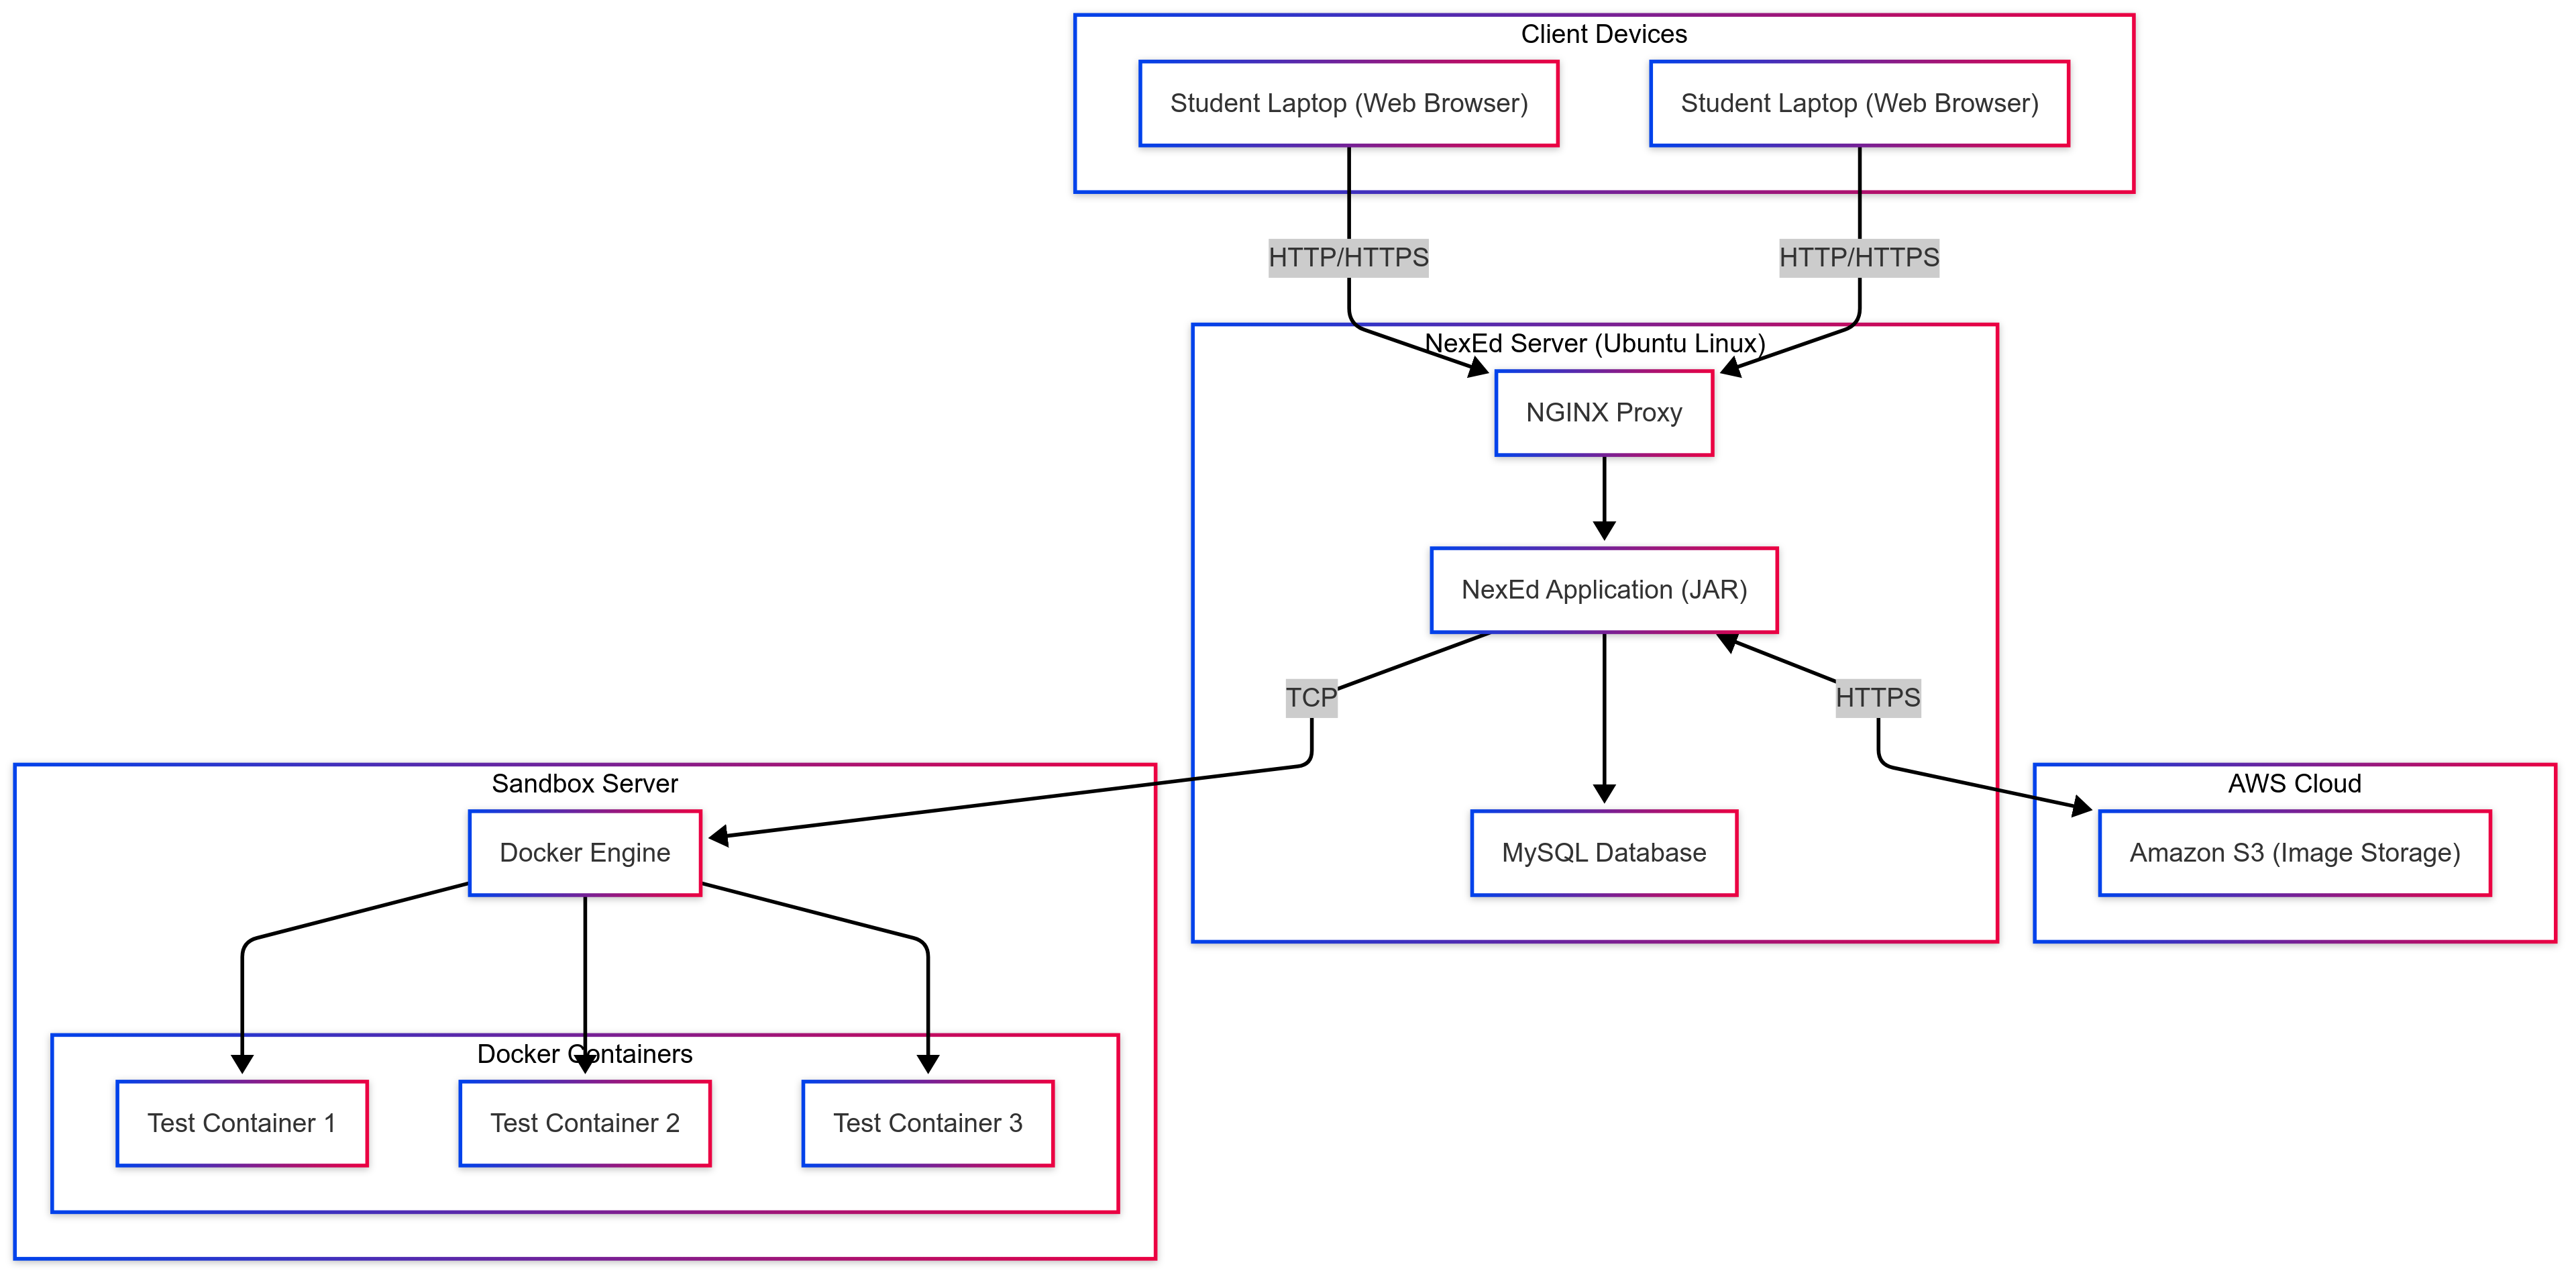 Client Devices
Student Laptop (Web Browser)
Student Laptop (Web Browser)
HTTP/HTTPS
HTTP/HTTPS
NexEd Server (Ubuntu Linux)
NGINX Proxy
NexEd Application (JAR)
TCP
HTTPS
Sandbox Server
AWS Cloud
Docker Engine
MySQL Database
Amazon S3 (Image Storage)
Docker Containers
Test Container 1
Test Container 2
Test Container 3